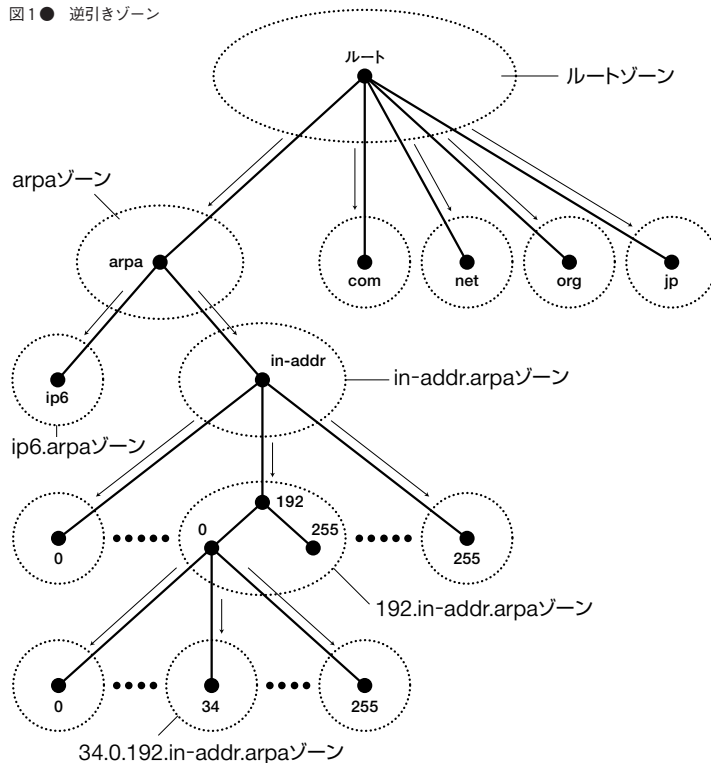 図1● 逆引きゾーン
ルート
ルートゾーン
arpaゾーン
arpa
com
net
org
jp
in-addr
in-addr.arpaゾーン
ip6
ip6.arpaゾーン
192
0
255
0
255
192.in-addr.arpaゾーン
0
34
255
34.0.192.in-addr.arpaゾーン